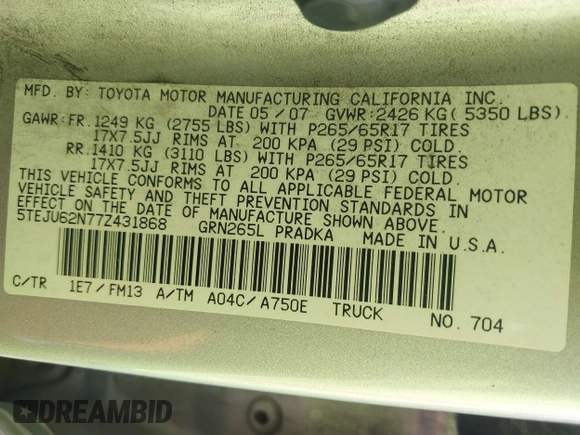 MFD. BY: TOYOTA MOTOR MANUFACTURING CALIFORNIA INC.
DATE 05/07 GVWR:2426 KG( 5350 LBS)
GAWR:FR.1249 KG (2755 LBS) WITH P265/65R17 TIRES
17X7.5JJ RIMS AT 200 KPA (29 PSI) COLD.
RR.1410 KG (3110 LBS) WITH P265/65R17 TIRES
17X7.5JJ RIMS AT 200 KPA (29 PSI) COLD.
THIS VEHICLE CONFORMS TO ALL APPLICABLE FEDERAL MOTOR
VEHICLE SAFETY AND THEFT PREVENTION STANDARDS IN
EFFECT ON THE DATE OF MANUFACTURE SHOWN ABOVE.
5TEJU62N77Z431868 GRN265L PRADKA MADE IN U.S.A.
C/TR 1E7/FM13 A/TM A04C/A750E TRUCK NO. 704
DREAMBID